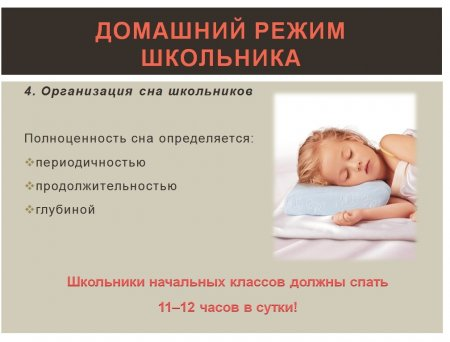 ДОМАШНИЙ РЕЖИМ
ШКОЛЬНИКА
4. Организация сна школьников
Полноценность сна определяется:
❖периодичностью
❖продолжительностью
❖глубиной
Школьники начальных классов должны спать
11–12 часов в сутки!